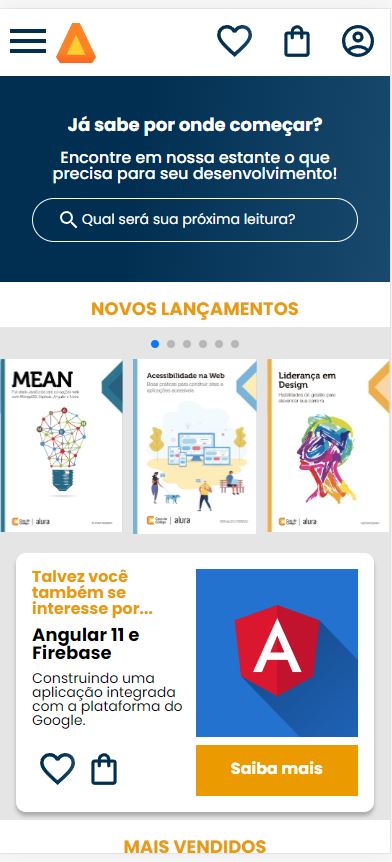 Já sabe por onde começar?
Encontre em nossa estante o que
precisa para seu desenvolvimento!
Qual será sua próxima leitura?
NOVOS LANÇAMENTOS
MEAN
Acessibilidade na Web
Boas práticas para construir sites e
aplicações acessíveis
Liderança em
Design
Habilidades de gestão para
alavancar sua carreira
Casa do
Código
alura
Casa do
Código
alura
Casa do
Código
alura
Talvez você
também se
interesse por...
Angular 11 e
Firebase
Construindo uma
aplicação integrada
com a plataforma do
Google.
A
Saiba mais
MAIS VENDIDOS